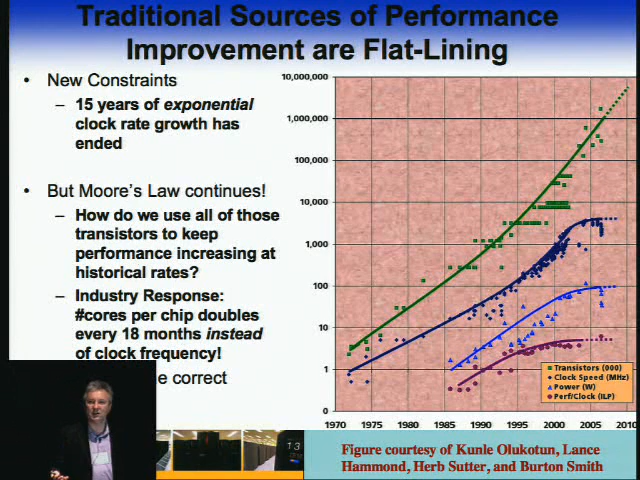 Traditional Sources of Performance
Improvement are Flat-Lining
• New Constraints
– 15 years of exponential
clock rate growth has
ended
• But Moore's Law continues!
– How do we use all of those
transistors to keep
performance increasing at
historical rates?
– Industry Response:
#cores per chip doubles
every 18 months instead
of clock frequency!
correct
10,000,000
1,000,000
100,000
10,000
1,000
100
10
1
0
1970 1975 1980 1985 1990 1995 2000 2005 2010
Transistors (000)
Clock Speed (MHz)
Power (W)
Perf/Clock (ILP)
Figure courtesy of Kunle Olukotun, Lance
Hammond, Herb Sutter, and Burton Smith